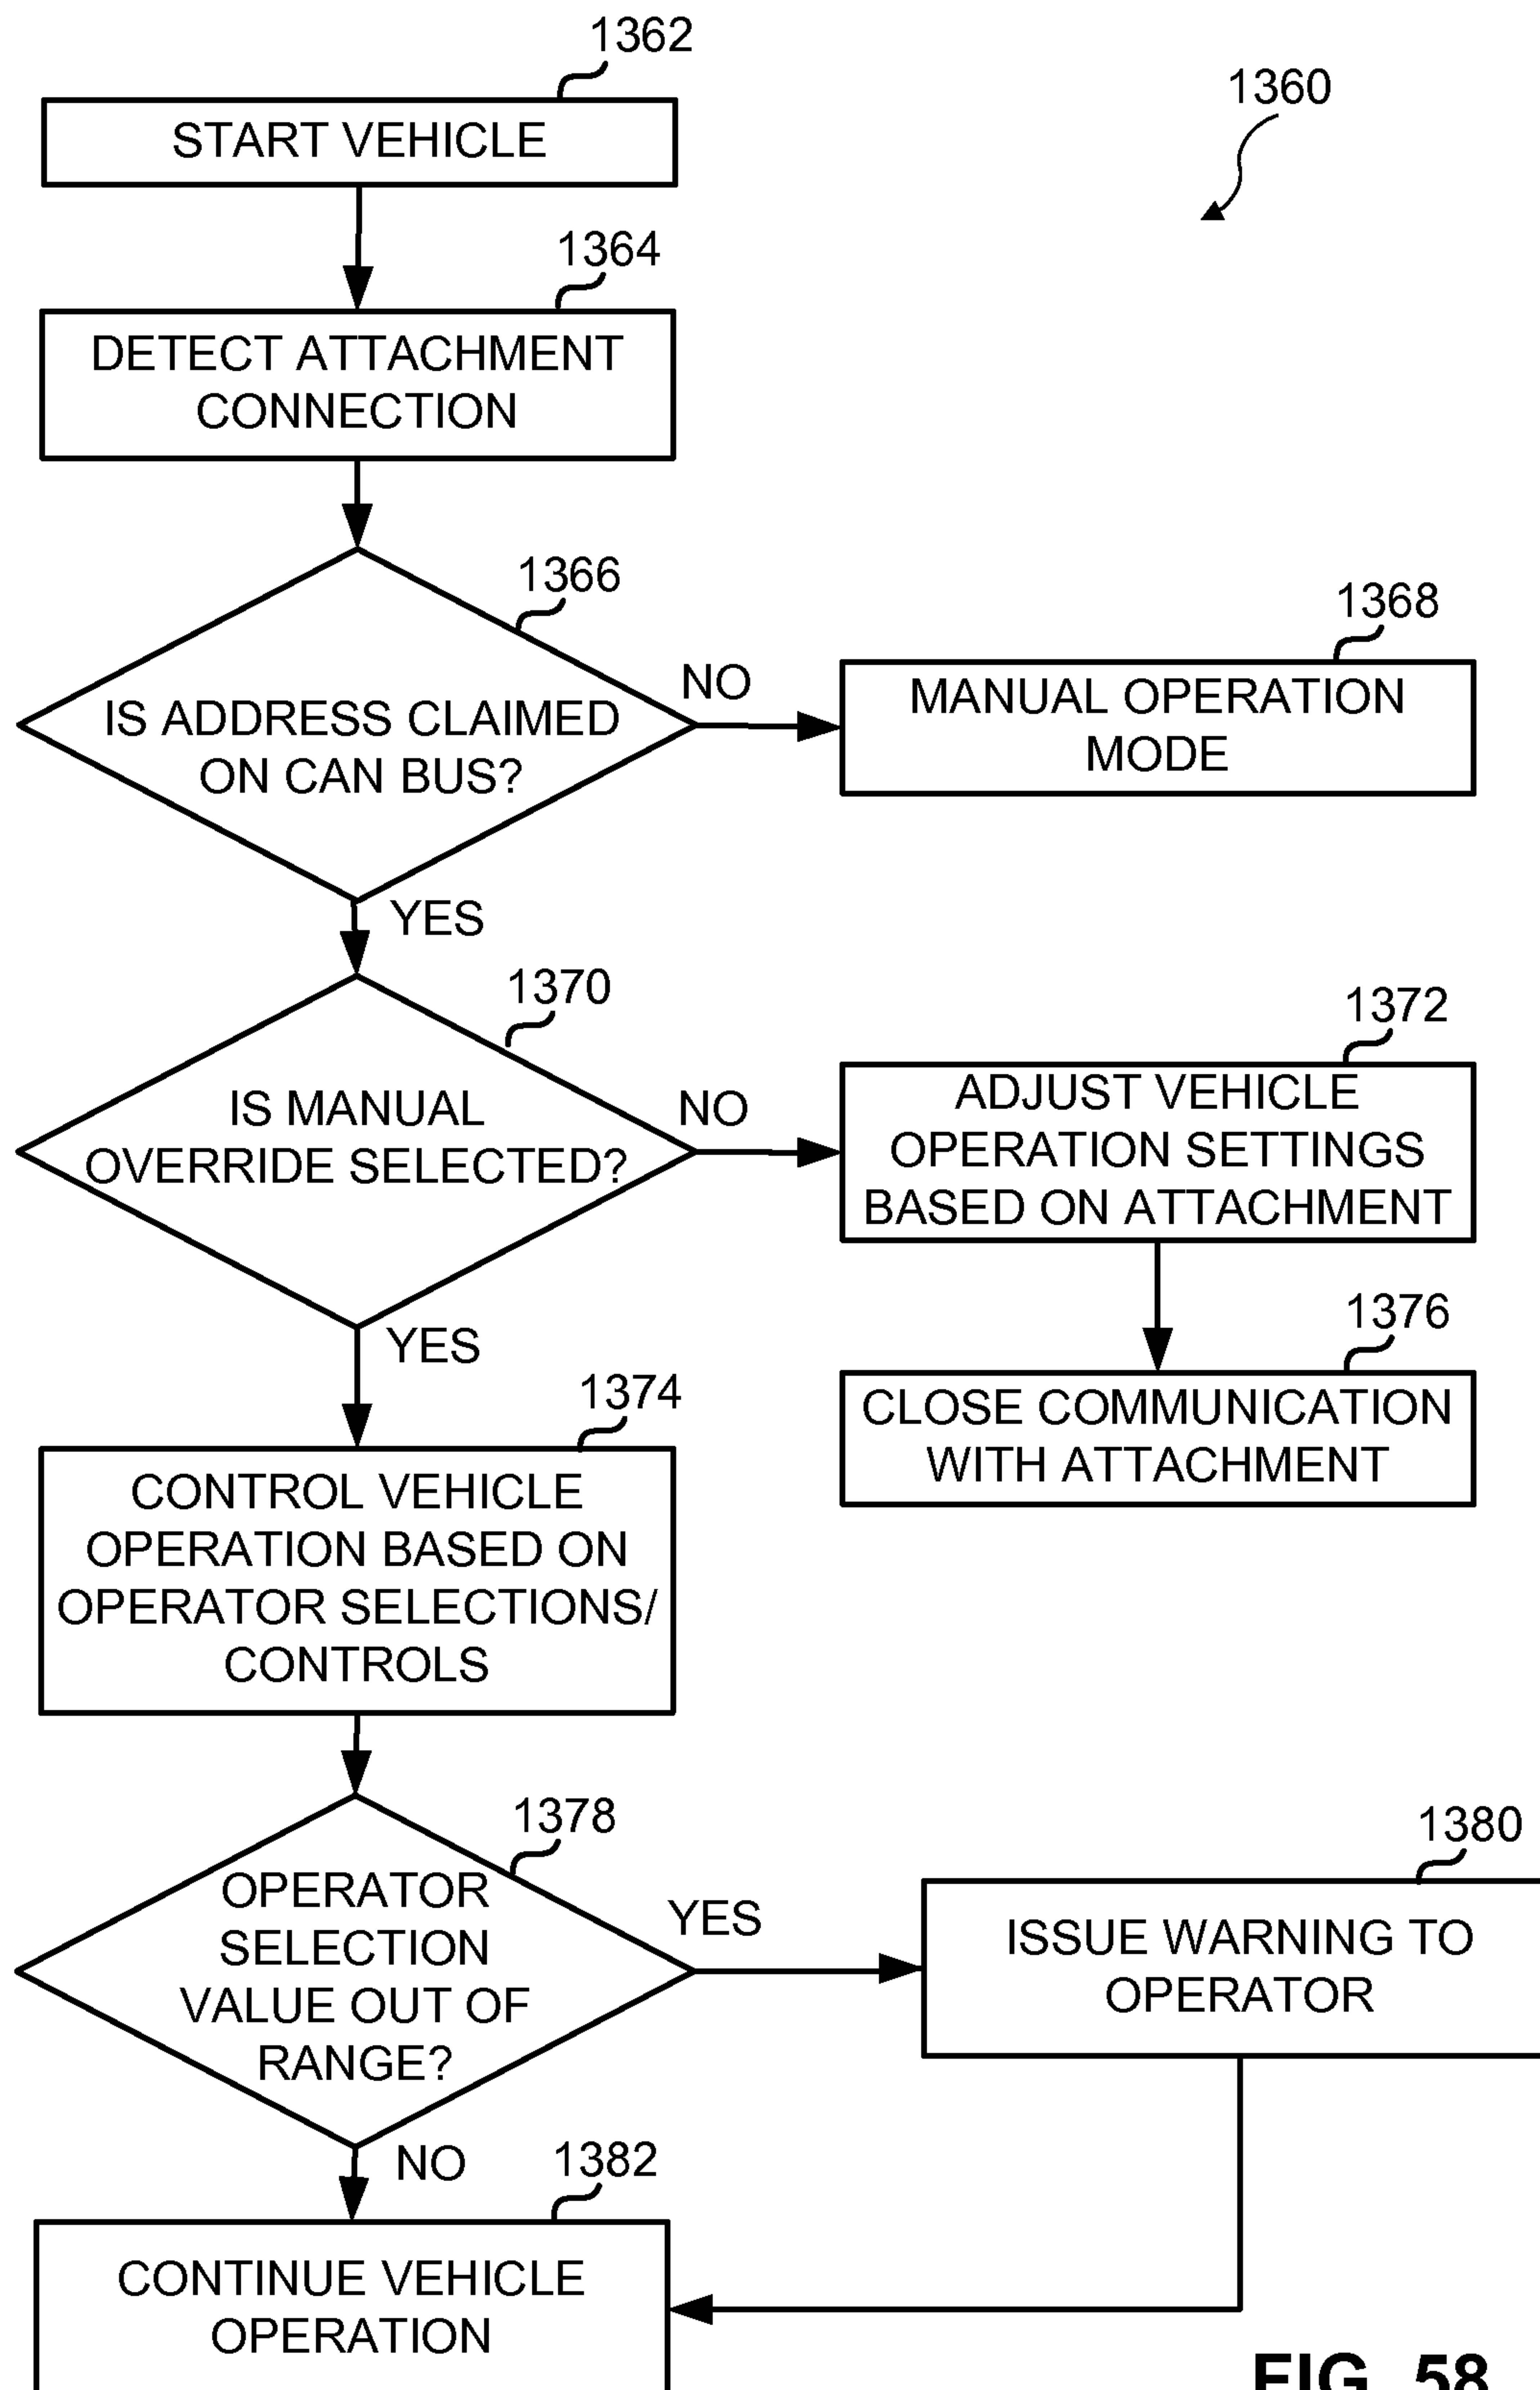 1362
1360
START VEHICLE
1364
DETECT ATTACHMENT
CONNECTION
1366
IS ADDRESS CLAIMED
ON CAN BUS?
NO
1368
MANUAL OPERATION
MODE
YES
1370
IS MANUAL
OVERRIDE SELECTED?
NO
1372
ADJUST VEHICLE
OPERATION SETTINGS
BASED ON ATTACHMENT
1376
CLOSE COMMUNICATION
WITH ATTACHMENT
YES
1374
CONTROL VEHICLE
OPERATION BASED ON
OPERATOR SELECTIONS/
CONTROLS
1378
OPERATOR
SELECTION
VALUE OUT OF
RANGE?
YES
1380
ISSUE WARNING TO
OPERATOR
NO
1382
CONTINUE VEHICLE
OPERATION
FIG. 58